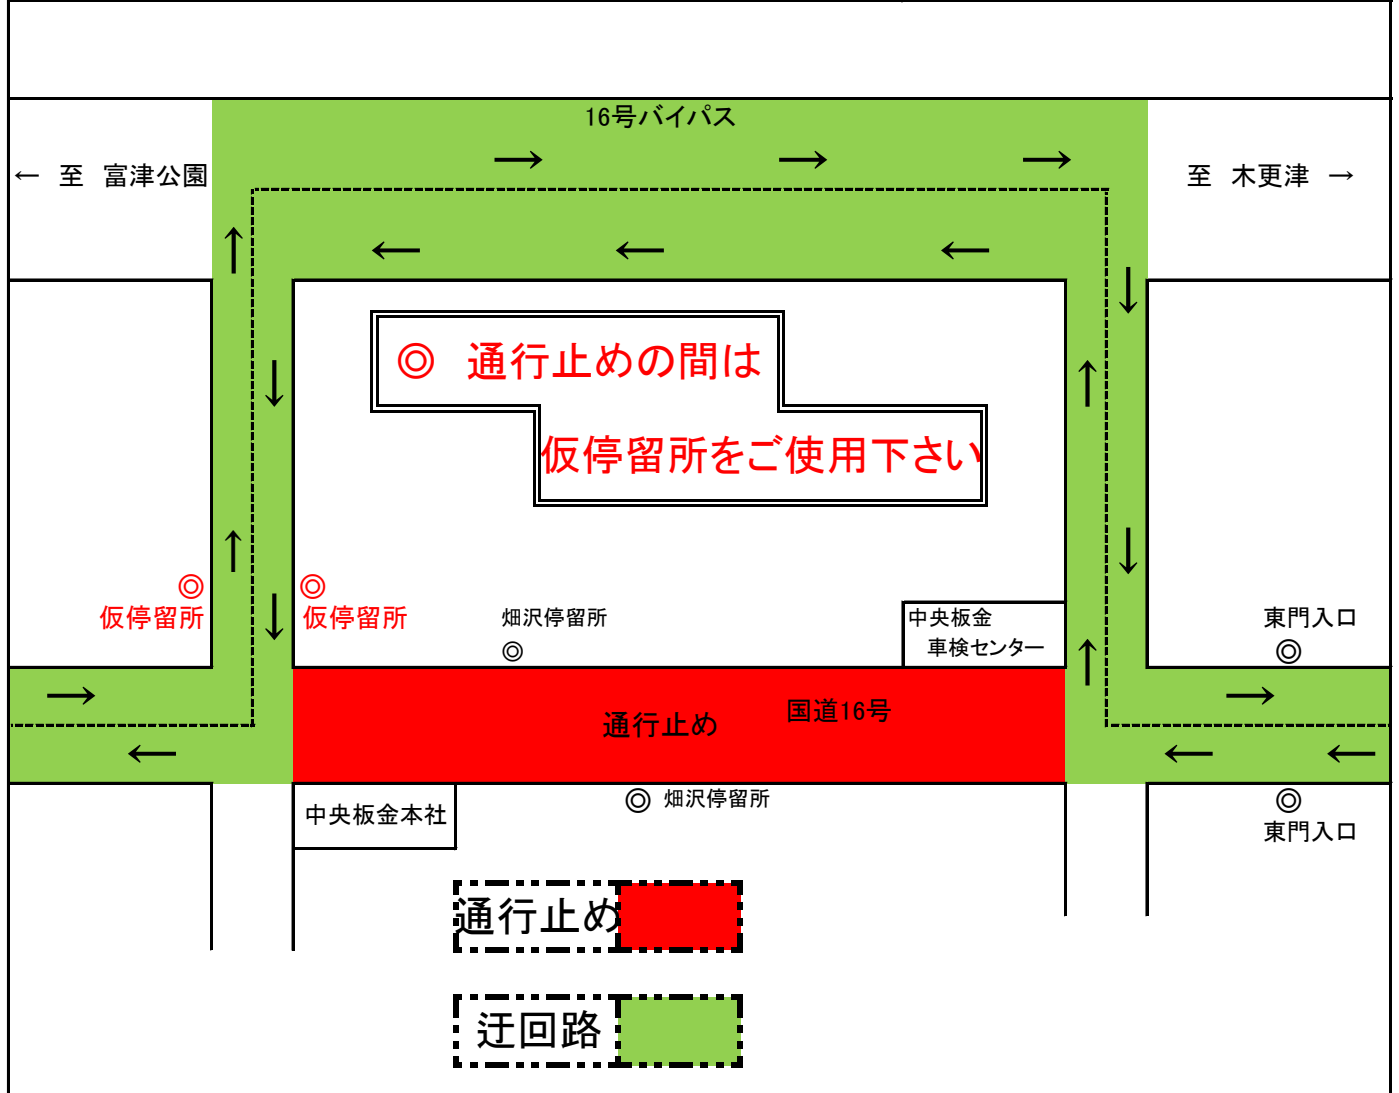 16号バイパス
← 至 富津公園
至 木更津 →
◎ 通行止めの間は
仮停留所をご使用下さい
◎
仮停留所
◎
仮停留所
畑沢停留所
◎
中央板金
車検センター
東門入口
◎
通行止め
国道16号
中央板金本社
◎ 畑沢停留所
◎
東門入口
通行止め
迂回路